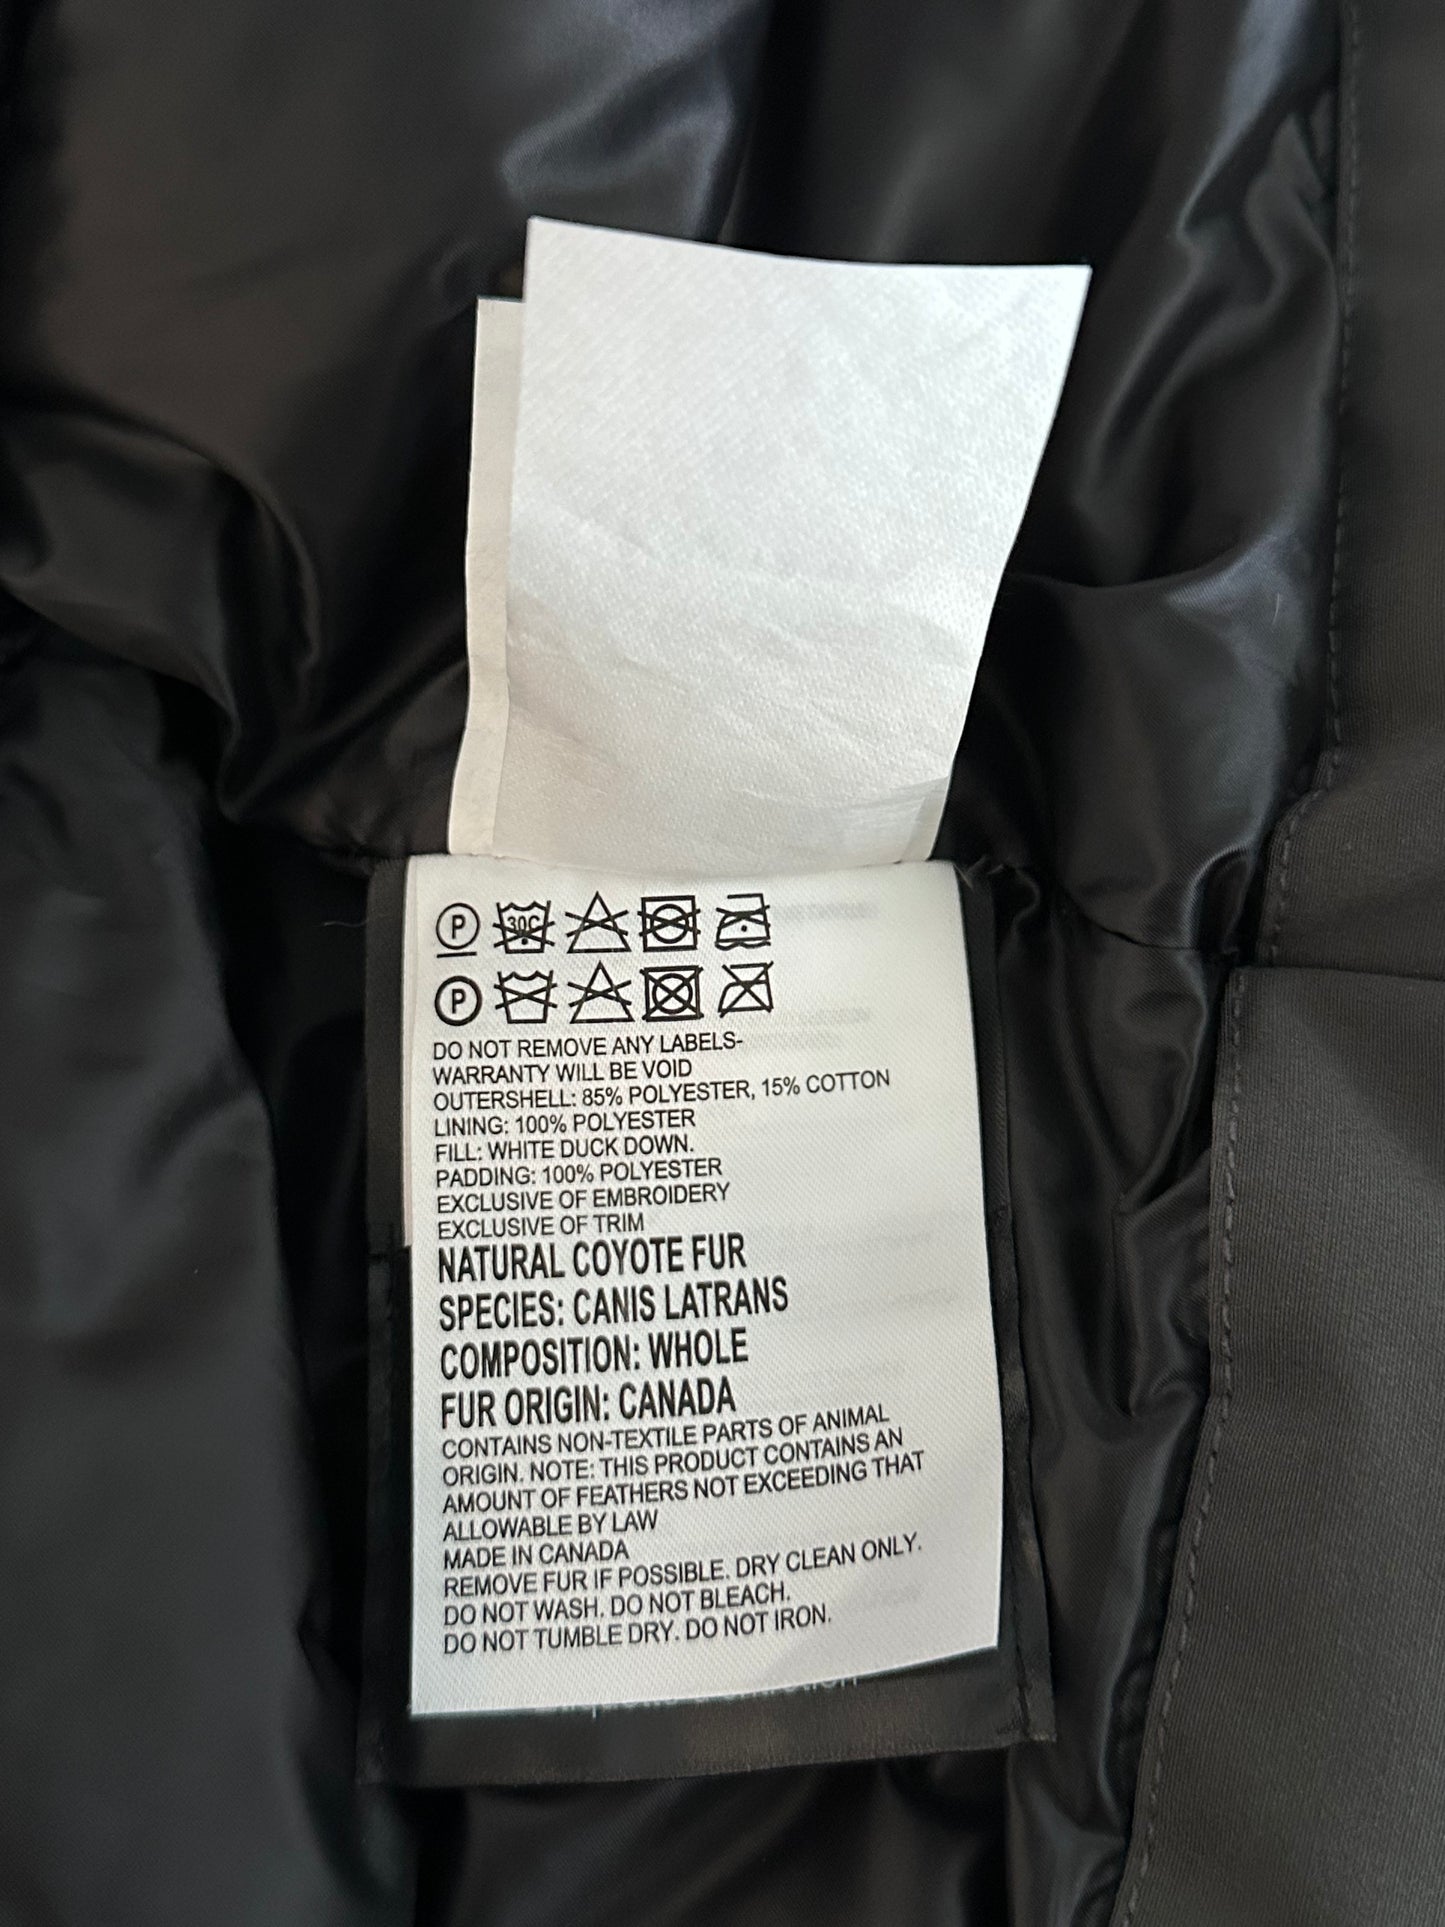 P 30C
P
DO NOT REMOVE ANY LABELS-
WARRANTY WILL BE VOID
OUTERSHELL: 85% POLYESTER, 15% COTTON
LINING: 100% POLYESTER
FILL: WHITE DUCK DOWN.
PADDING: 100% POLYESTER
EXCLUSIVE OF EMBROIDERY
EXCLUSIVE OF TRIM
NATURAL COYOTE FUR
SPECIES: CANIS LATRANS
COMPOSITION: WHOLE
FUR ORIGIN: CANADA
CONTAINS NON-TEXTILE PARTS OF ANIMAL
ORIGIN. NOTE: THIS PRODUCT CONTAINS AN
AMOUNT OF FEATHERS NOT EXCEEDING THAT
ALLOWABLE BY LAW
MADE IN CANADA
REMOVE FUR IF POSSIBLE. DRY CLEAN ONLY.
DO NOT WASH. DO NOT BLEACH.
DO NOT TUMBLE DRY. DO NOT IRON.